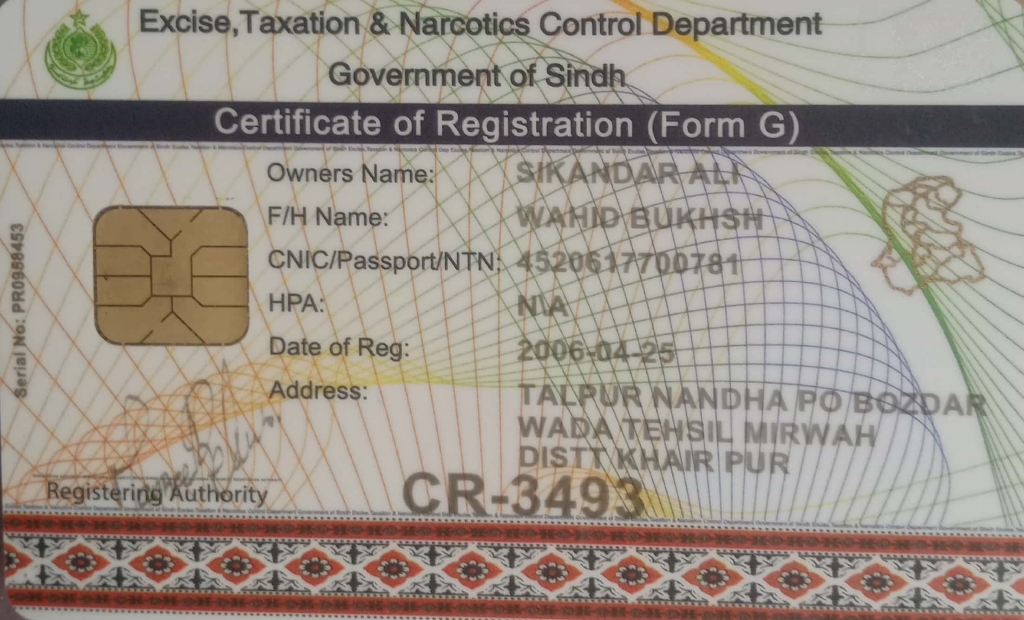 Excise,Taxation & Narcotics Control Department
Government of Sindh
Certificate of Registration (Form G)
Owners Name: SIKANDAR ALI
F/H Name: WAHID BUKHSH
CNIC/Passport/NTN: 4520617700781
HPA: N\A
Date of Reg: 2006-04-25
Address: TALPUR NANDHA PO BOZDAR
WADA TEHSIL MIRWAH
DISTT KHAIR PUR
Serial No: PR0988453
Registering Authority
CR-3493